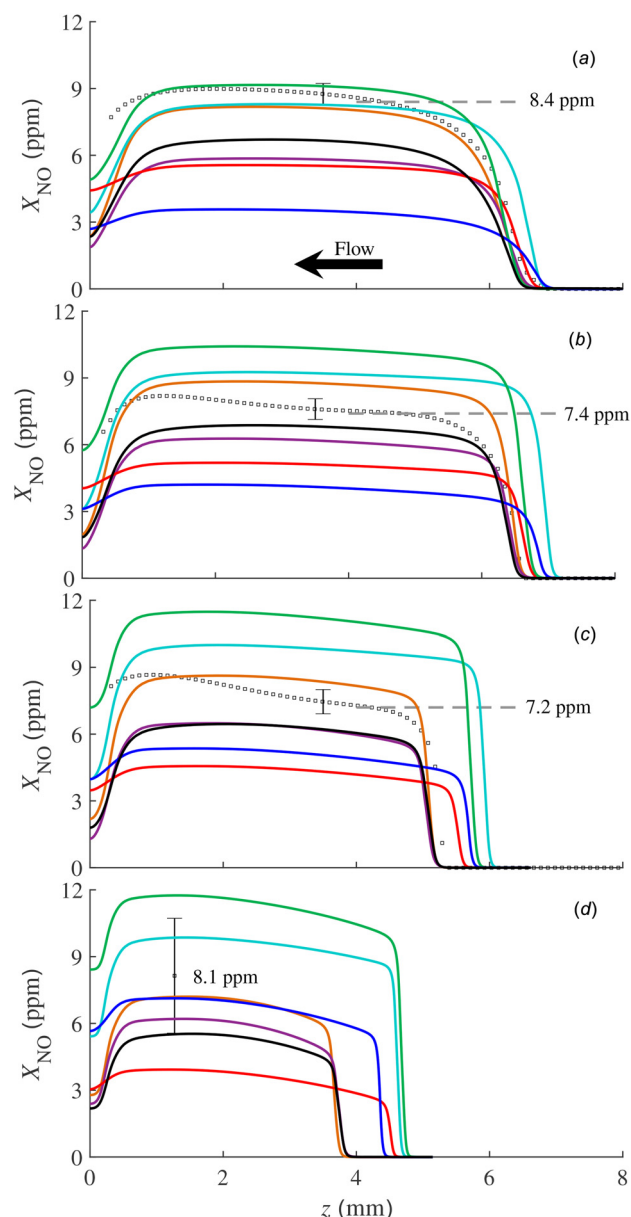 12
(a)
9
8.4 ppm
6
X_NO (ppm)
3
Flow
0
12
(b)
9
7.4 ppm
6
X_NO (ppm)
3
0
12
(c)
9
7.2 ppm
6
X_NO (ppm)
3
0
12
(d)
9
8.1 ppm
6
X_NO (ppm)
3
0
0 2 4 6 8
z (mm)